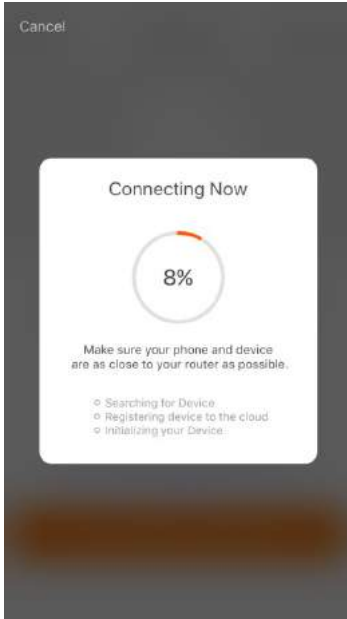 Cancel
Connecting Now
8%
Make sure your phone and device
are as close to your router as possible.
Searching for Device
Registering device to the cloud
Initializing your Device